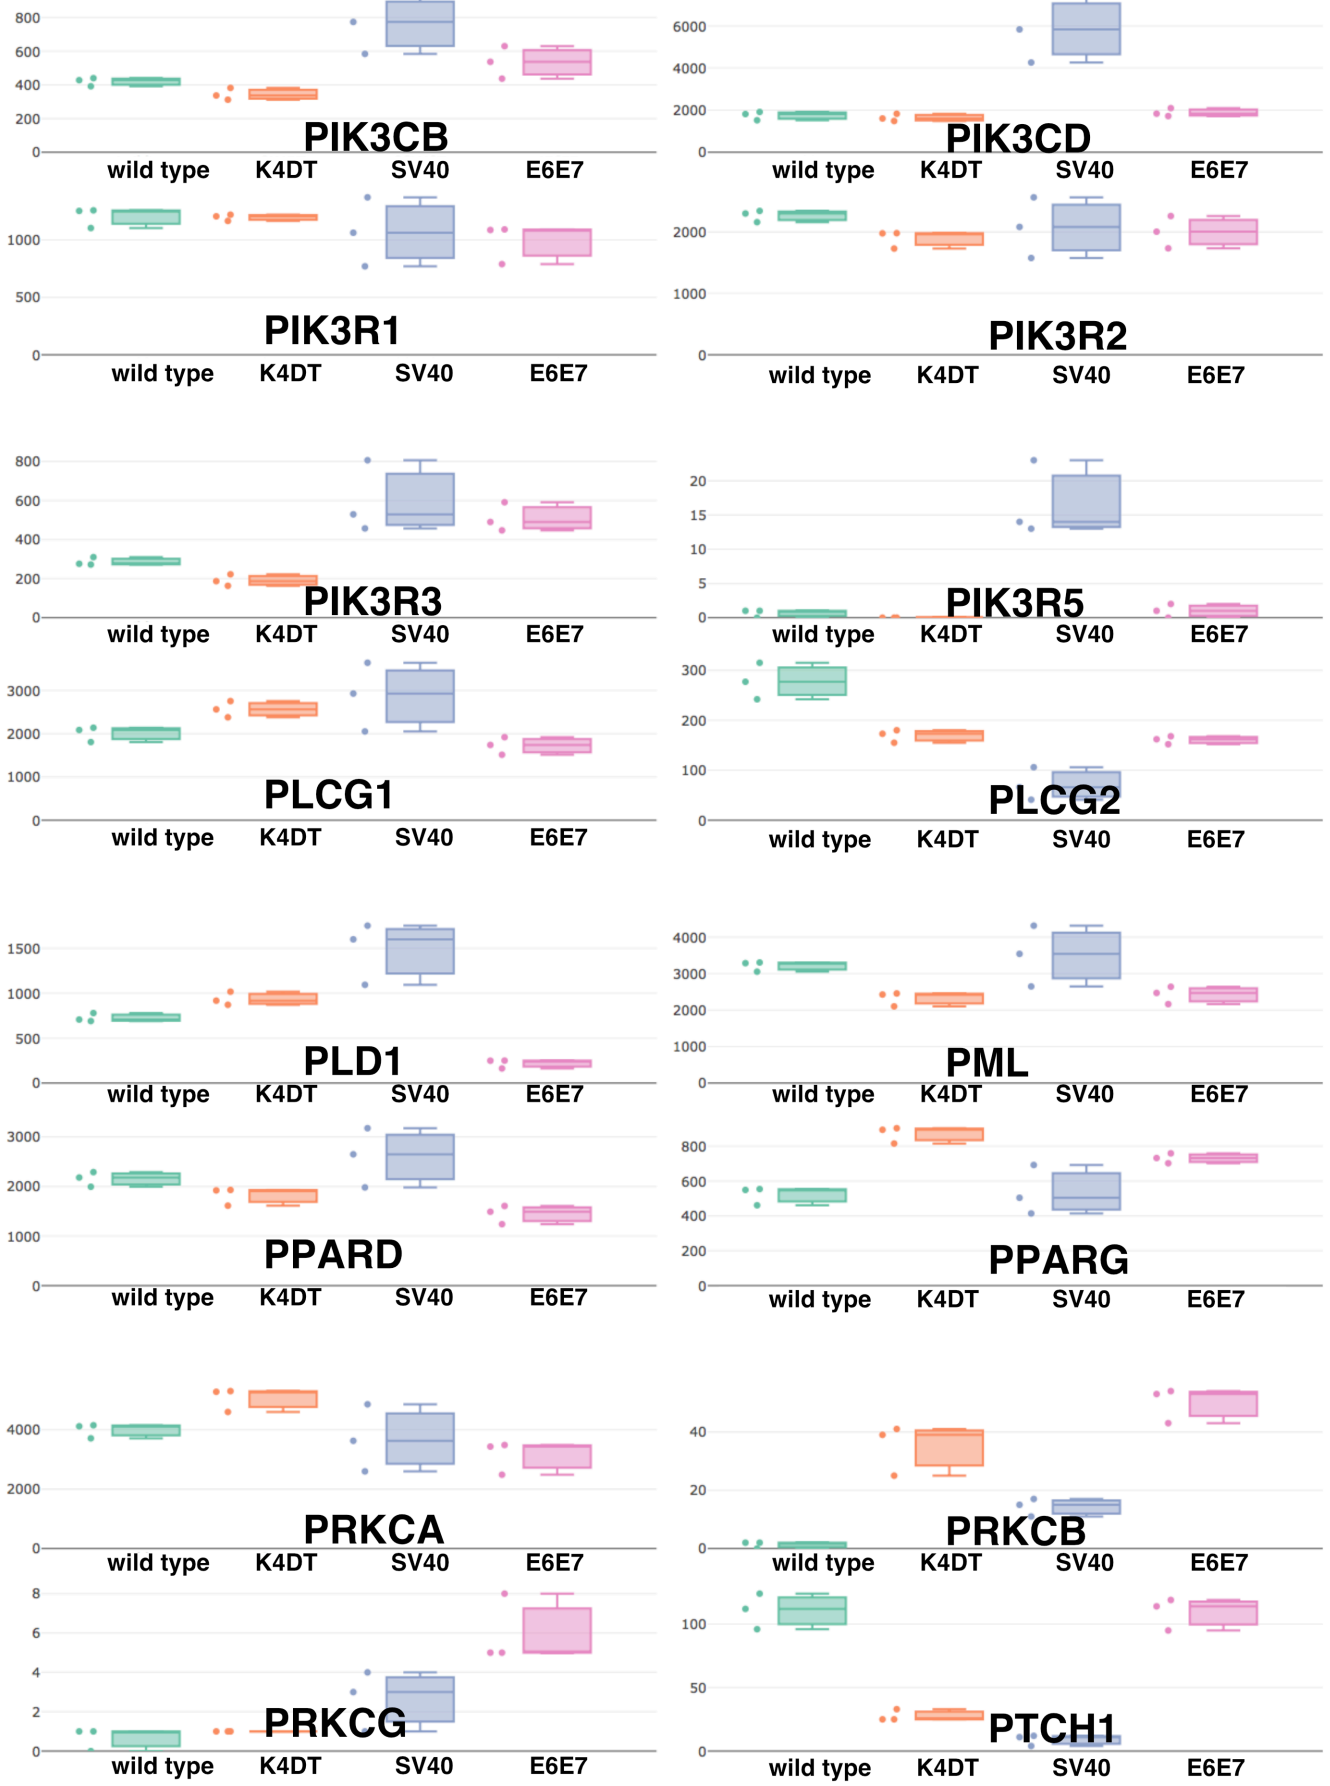 800
600
400
200
0
PIK3CB
wild type K4DT SV40 E6E7
6000
4000
2000
0
PIK3CD
wild type K4DT SV40 E6E7
1000
500
0
PIK3R1
wild type K4DT SV40 E6E7
2000
1000
0
PIK3R2
wild type K4DT SV40 E6E7
800
600
400
200
0
PIK3R3
wild type K4DT SV40 E6E7
20
15
10
5
0
PIK3R5
wild type K4DT SV40 E6E7
3000
2000
1000
0
PLCG1
wild type K4DT SV40 E6E7
300
200
100
0
PLCG2
wild type K4DT SV40 E6E7
1500
1000
500
0
PLD1
wild type K4DT SV40 E6E7
4000
3000
2000
1000
0
PML
wild type K4DT SV40 E6E7
3000
2000
1000
0
PPARD
wild type K4DT SV40 E6E7
800
600
400
200
0
PPARG
wild type K4DT SV40 E6E7
4000
2000
0
PRKCA
wild type K4DT SV40 E6E7
40
20
0
PRKCB
wild type K4DT SV40 E6E7
8
6
4
2
0
PRKCG
wild type K4DT SV40 E6E7
100
50
0
PTCH1
wild type K4DT SV40 E6E7